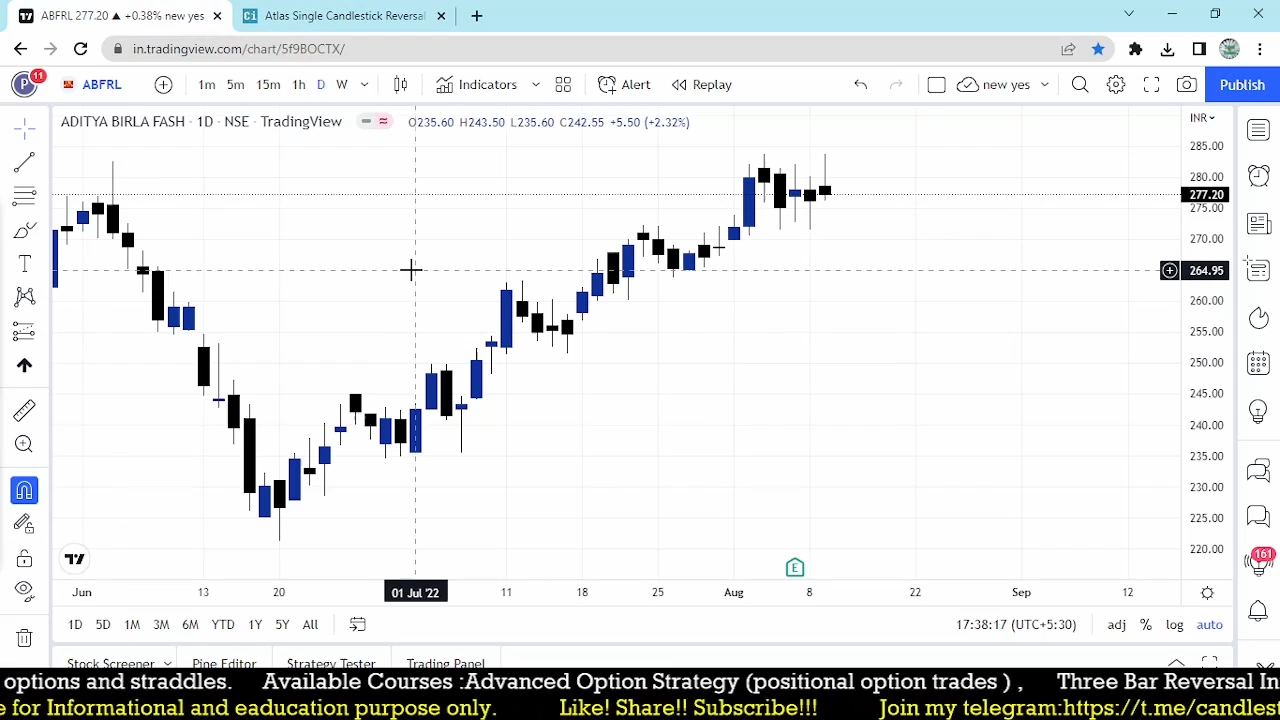 ABFRL 277.20 ▲ +0.38% new yes
Ci Atlas Single Candlestick Reversal
in.tradingview.com/chart/5f9BOCTX/
P 11 ABFRL 1m 5m 15m 1h D W Indicators Alert Replay new yes Publish
ADITYA BIRLA FASH · 1D · NSE · TradingView O235.60 H243.50 L235.60 C242.55 +5.50 (+2.32%)
INR
285.00
280.00
277.20
275.00
270.00
264.95
260.00
255.00
250.00
245.00
240.00
235.00
230.00
225.00
220.00
161
E
Jun 13 20 01 Jul '22 11 18 25 Aug 8 22 Sep 12
1D 5D 1M 3M 6M YTD 1Y 5Y All 17:38:17 (UTC+5:30) adj % log auto
Stock Screener Pine Editor Strategy Tester Trading Panel
options and straddles. Available Courses :Advanced Option Strategy (positional option trades ) , Three Bar Reversal In
e for Informational and eaducation purpose only. Like! Share!! Subscribe!!! Join my telegram:https://t.me/candlest